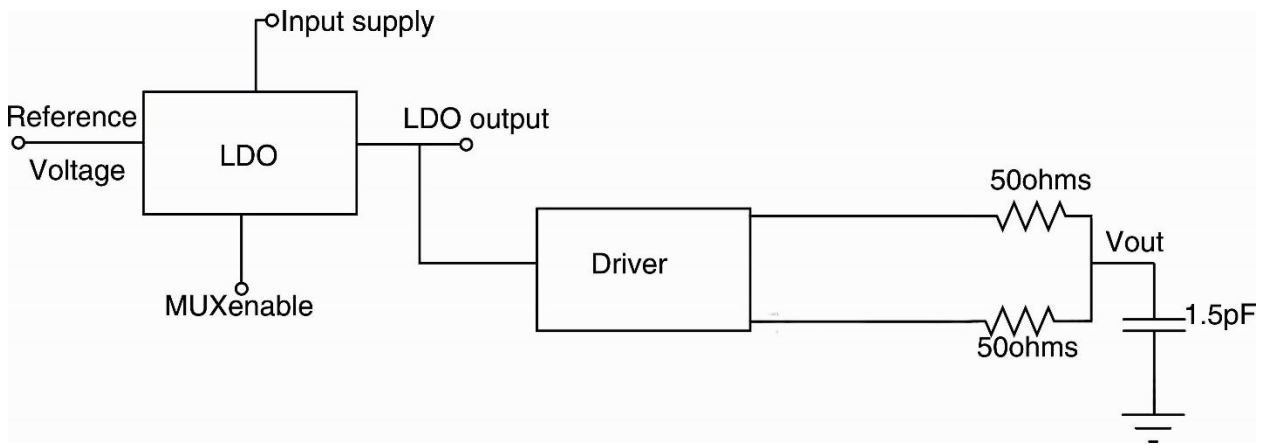 Input supply
Reference
Voltage
LDO
LDO output
MUXenable
Driver
50ohms
Vout
50ohms
1.5pF